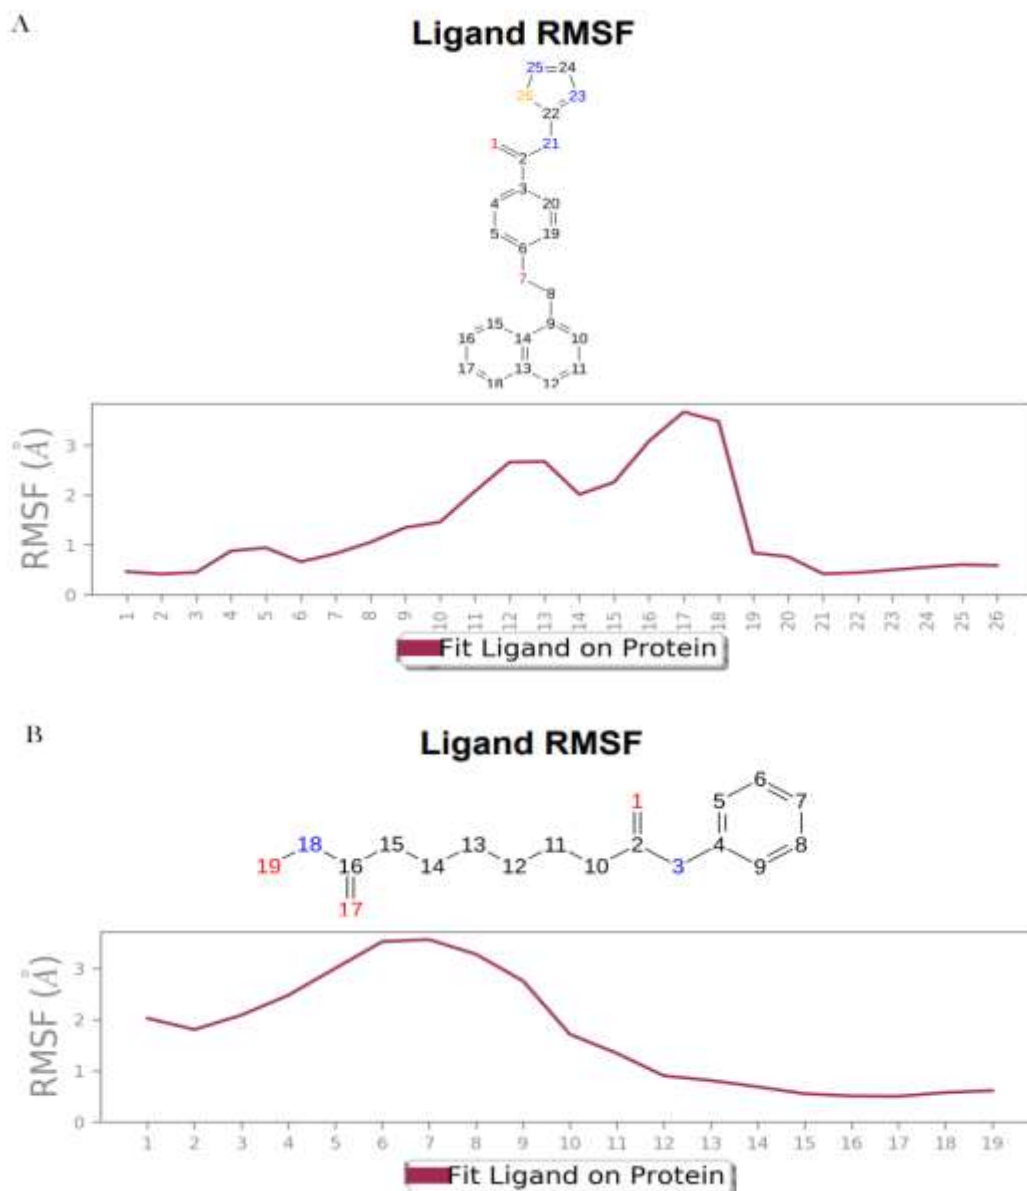 A
Ligand RMSF
25 24
26 23
22
1 21
2
3
4 20
5 19
6
7
8
15 9
16 14 10
17 13 11
18 12
RMSF (Å)
3
2
1
0
1 2 3 4 5 6 7 8 9 10 11 12 13 14 15 16 17 18 19 20 21 22 23 24 25 26
Fit Ligand on Protein
B
Ligand RMSF
6
1 5 7
18 15 13 11 2 4 8
19 16 14 12 10 3 9
17
RMSF (Å)
3
2
1
0
1 2 3 4 5 6 7 8 9 10 11 12 13 14 15 16 17 18 19
Fit Ligand on Protein